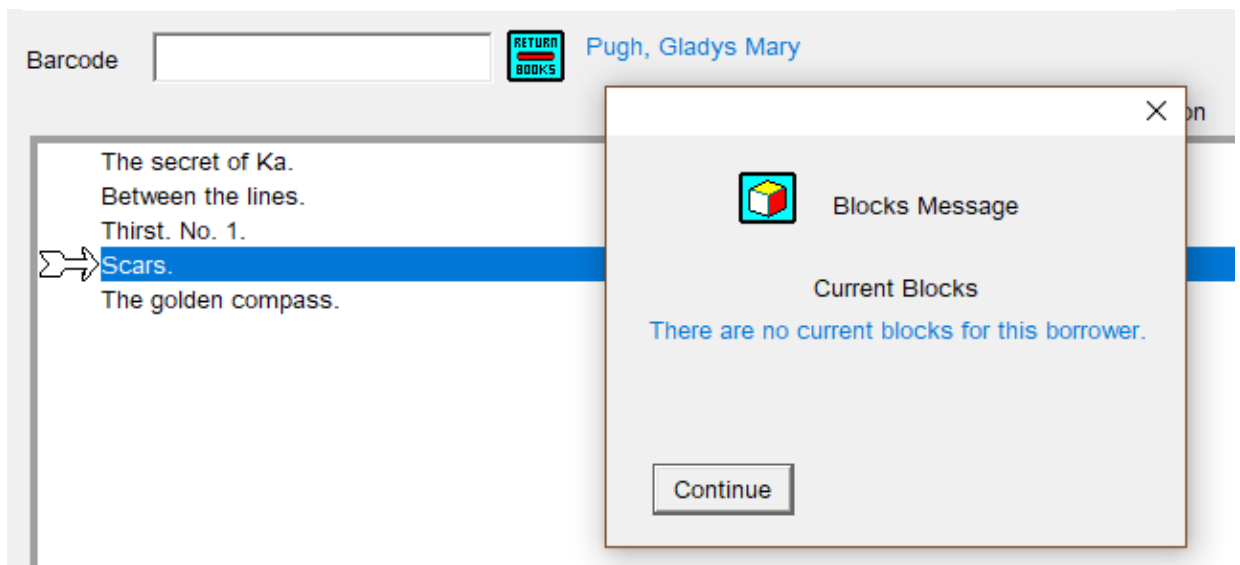 Barcode
RETURN
BOOKS
Pugh, Gladys Mary
on
The secret of Ka.
Between the lines.
Thirst. No. 1.
Scars.
The golden compass.
Blocks Message
Current Blocks
There are no current blocks for this borrower.
Continue